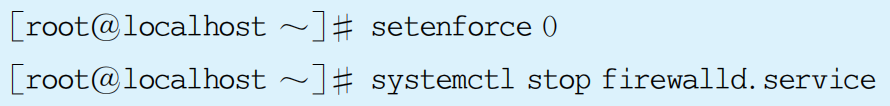 [root@localhost ~]# setenforce 0
[root@localhost ~]# systemctl stop firewalld.service